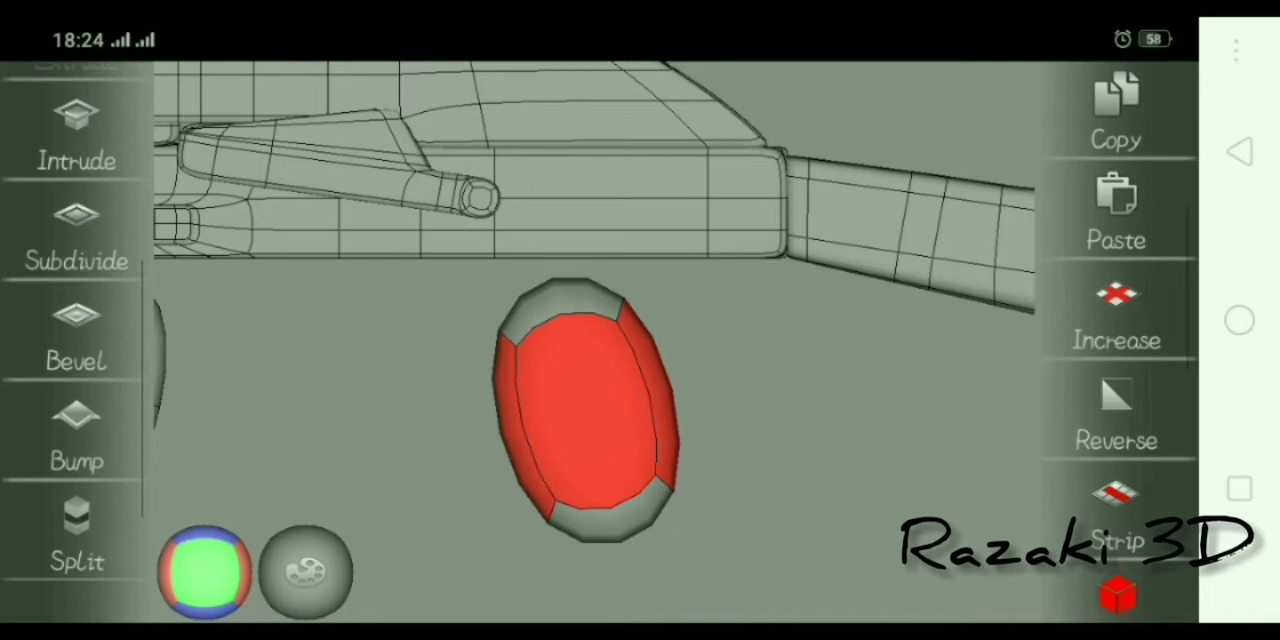 18:24
58
Intrude
Subdivide
Bevel
Bump
Split
Copy
Paste
Increase
Reverse
Strip
Razaki 3D